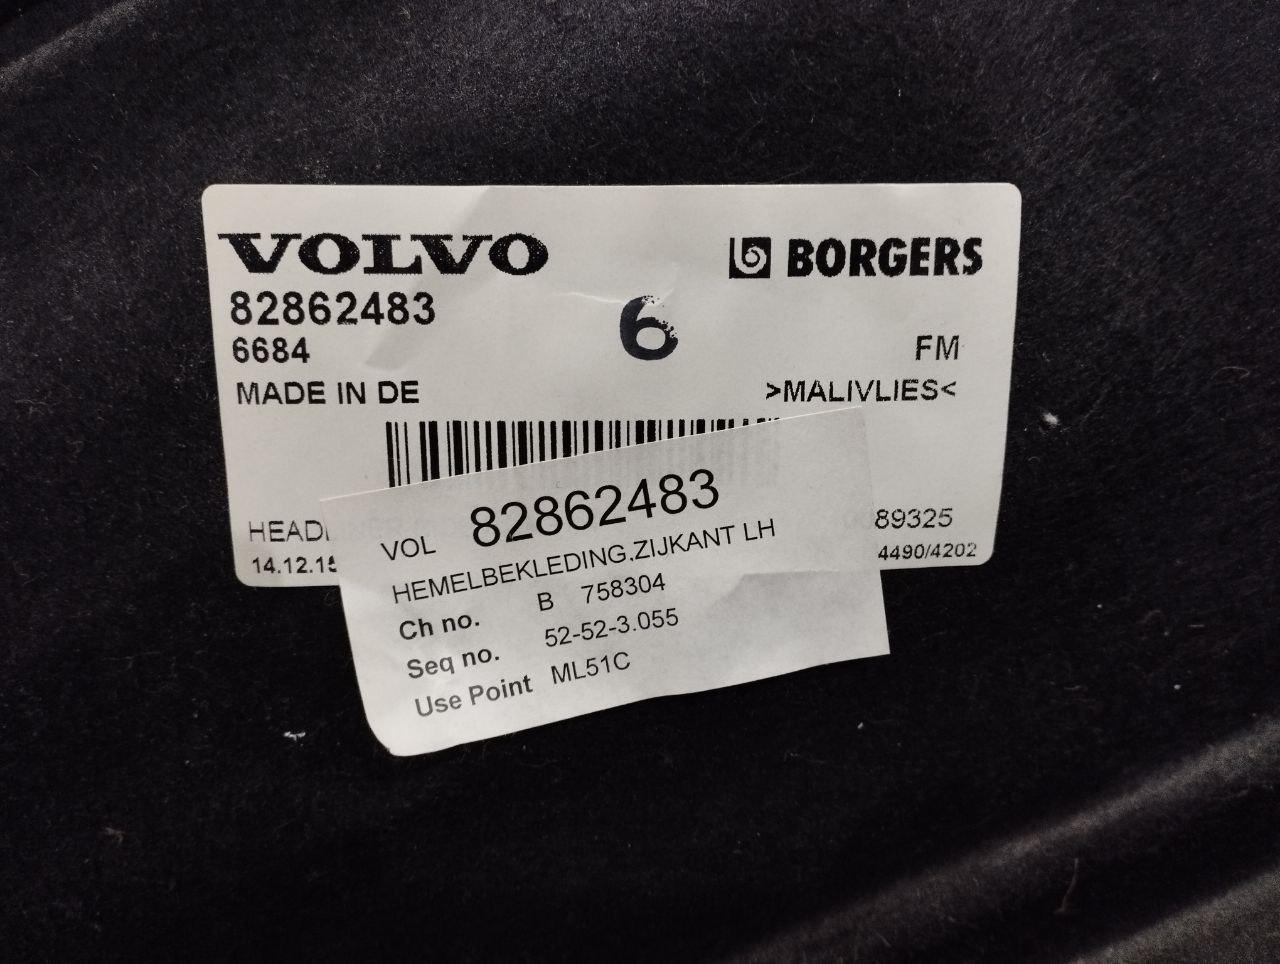 VOLVO
BORGERS
82862483
6
6684
FM
MADE IN DE
>MALIVLIES<
89325
4490/4202
VOL 82862483
HEMELBEKLEDING,ZIJKANT LH
Ch no. B 758304
Seq no. 52-52-3.055
Use Point ML51C